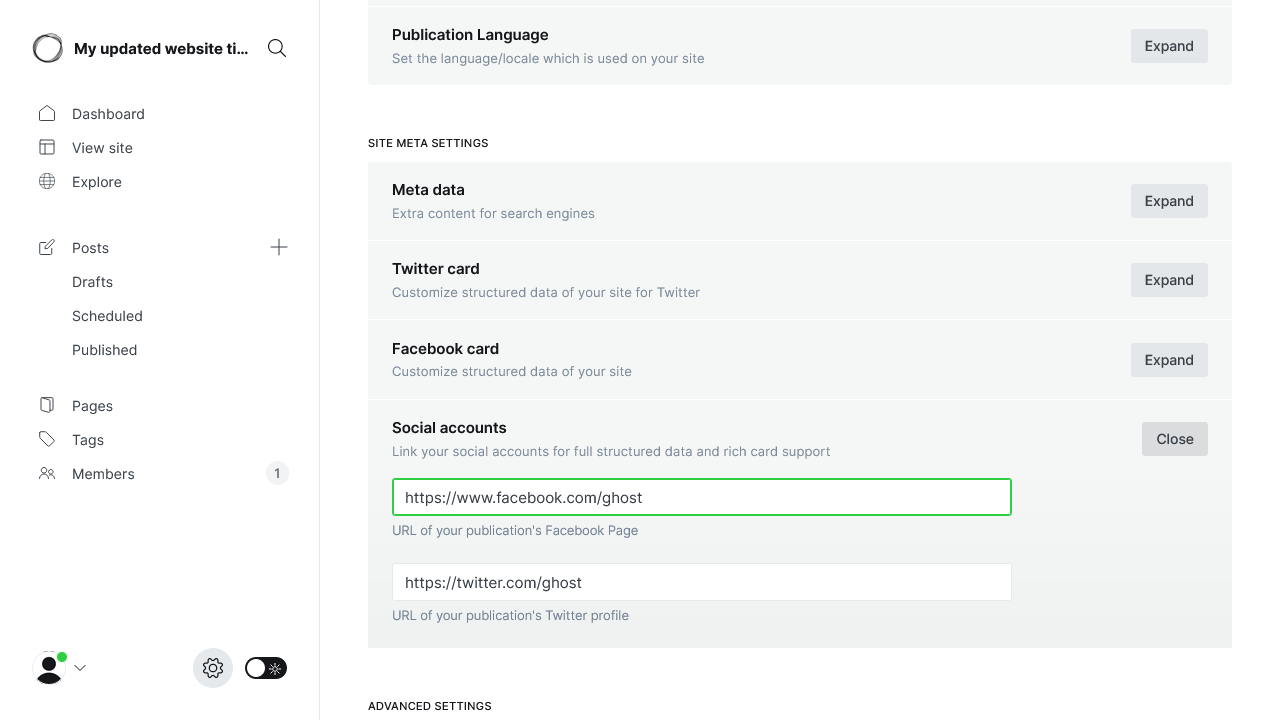 My updated website ti...
Dashboard
View site
Explore
Posts
Drafts
Scheduled
Published
Pages
Tags
Members 1
Publication Language
Set the language/locale which is used on your site
Expand
SITE META SETTINGS
Meta data
Extra content for search engines
Expand
Twitter card
Customize structured data of your site for Twitter
Expand
Facebook card
Customize structured data of your site
Expand
Social accounts
Link your social accounts for full structured data and rich card support
Close
https://www.facebook.com/ghost
URL of your publication's Facebook Page
https://twitter.com/ghost
URL of your publication's Twitter profile
ADVANCED SETTINGS